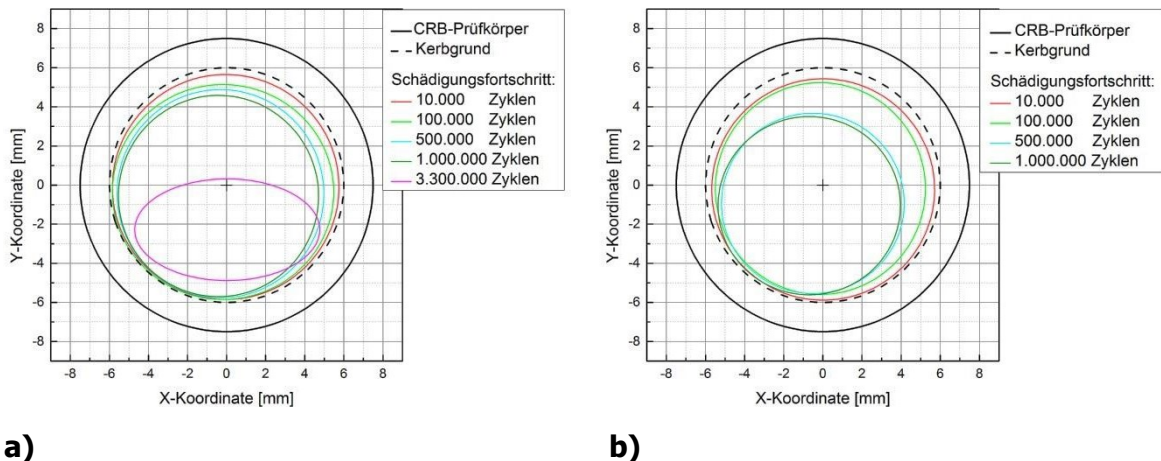 8
6
4
2
0
-2
-4
-6
-8
Y-Koordinate [mm]
-8 -6 -4 -2 0 2 4 6 8
X-Koordinate [mm]
CRB-Prüfkörper
Kerbgrund
Schädigungsfortschritt:
10.000 Zyklen
100.000 Zyklen
500.000 Zyklen
1.000.000 Zyklen
3.300.000 Zyklen
a)
8
6
4
2
0
-2
-4
-6
-8
Y-Koordinate [mm]
-8 -6 -4 -2 0 2 4 6 8
X-Koordinate [mm]
CRB-Prüfkörper
Kerbgrund
Schädigungsfortschritt:
10.000 Zyklen
100.000 Zyklen
500.000 Zyklen
1.000.000 Zyklen
b)